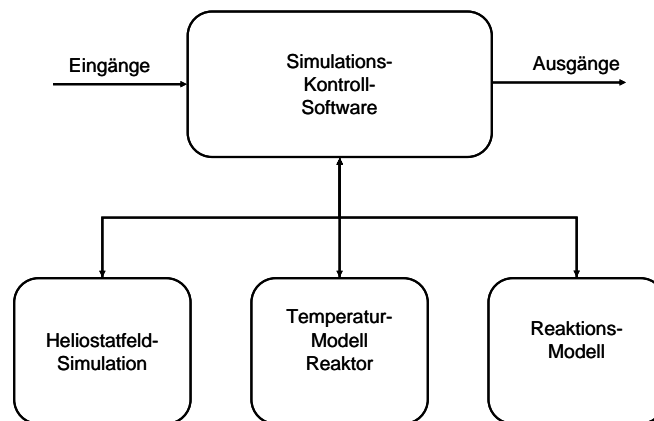 Eingänge
Simulations-
Kontroll-
Software
Ausgänge
Heliostatfeld-
Simulation
Temperatur-
Modell
Reaktor
Reaktions-
Modell